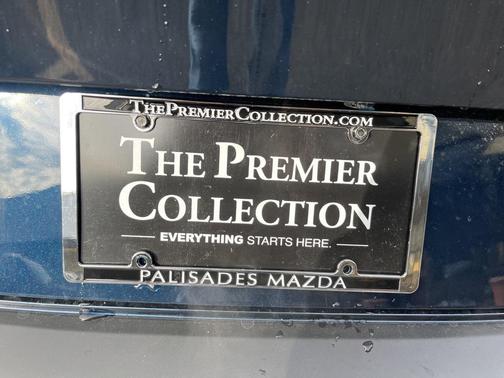 THEPREMIERCOLLECTION.COM
THE PREMIER
COLLECTION
EVERYTHING STARTS HERE.
PALISADES MAZDA